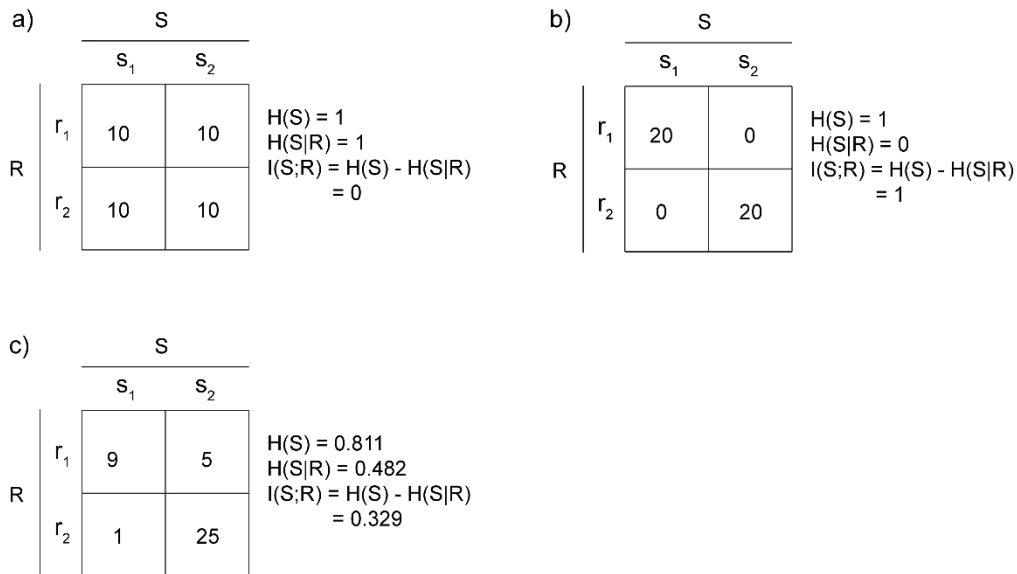 a)
S
s₁ s₂
R
r₁ 10 10
r₂ 10 10
H(S) = 1
H(S|R) = 1
I(S;R) = H(S) - H(S|R)
= 0
b)
S
s₁ s₂
R
r₁ 20 0
r₂ 0 20
H(S) = 1
H(S|R) = 0
I(S;R) = H(S) - H(S|R)
= 1
c)
S
s₁ s₂
R
r₁ 9 5
r₂ 1 25
H(S) = 0.811
H(S|R) = 0.482
I(S;R) = H(S) - H(S|R)
= 0.329